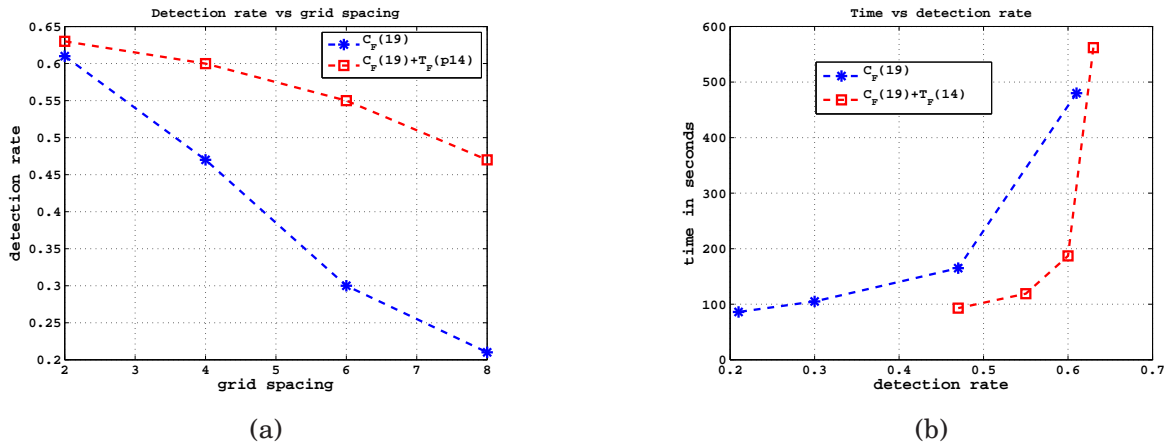 Detection rate vs grid spacing
0.65
0.6
0.55
0.5
0.45
0.4
0.35
0.3
0.25
0.2
detection rate
2 3 4 5 6 7 8
grid spacing
C_F(19)
C_F(19)+T_F(p14)
(a)
Time vs detection rate
600
500
400
300
200
100
0
time in seconds
0.2 0.3 0.4 0.5 0.6 0.7
detection rate
C_F(19)
C_F(19)+T_F(14)
(b)